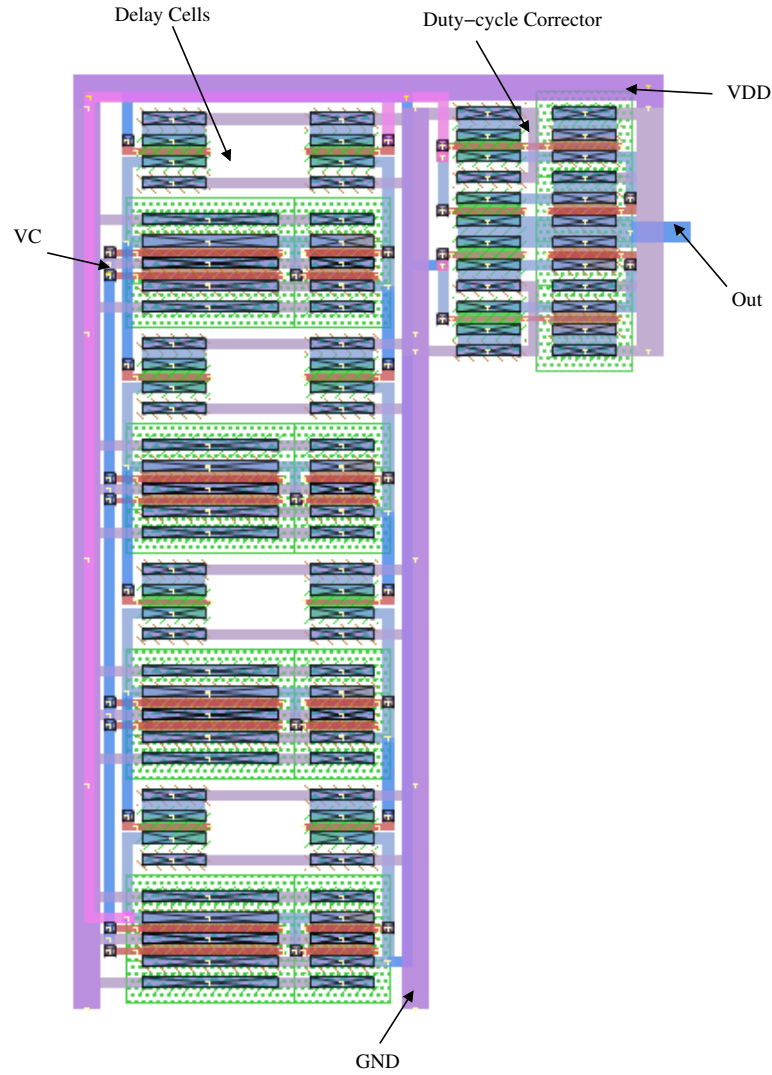 Delay Cells
Duty−cycle Corrector
VDD
VC
Out
GND